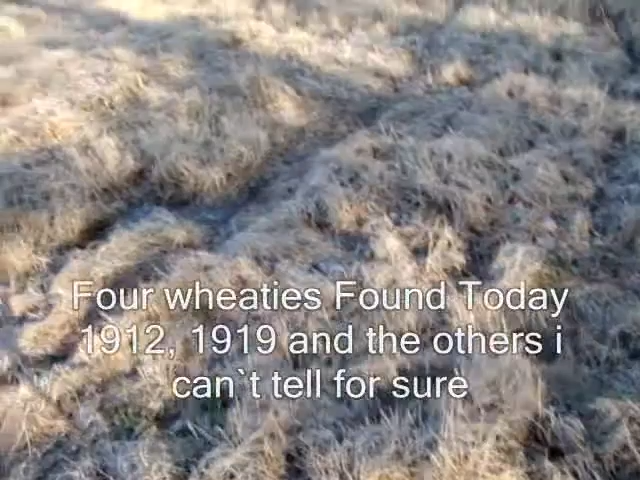 Four wheaties Found Today
1912, 1919 and the others i
can`t tell for sure